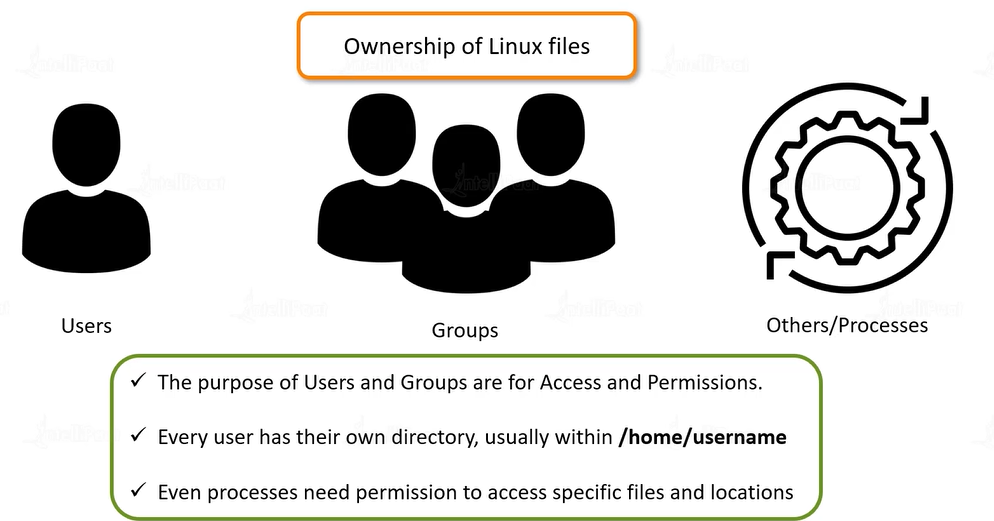 Ownership of Linux files
Users
Groups
Others/Processes
✓ The purpose of Users and Groups are for Access and Permissions.
✓ Every user has their own directory, usually within /home/username
✓ Even processes need permission to access specific files and locations